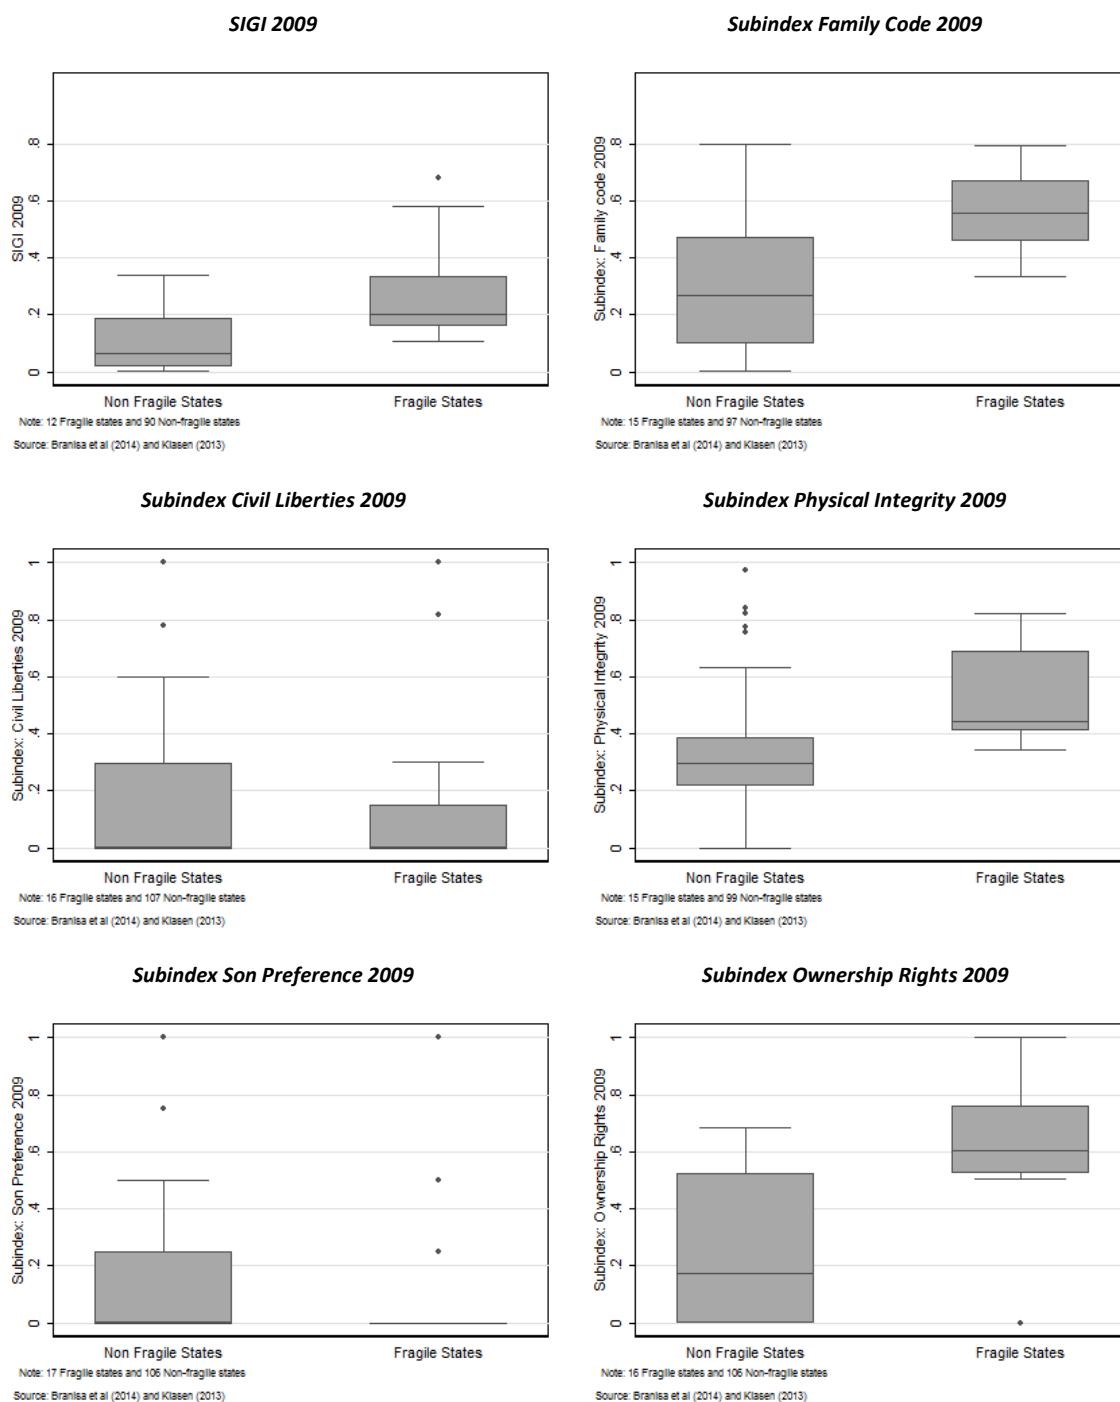 SIGI 2009
SIGI 2009
.8
.6
.4
.2
0
Non Fragile States
Fragile States
Note: 12 Fragile states and 90 Non-fragile states
Source: Branisa et al (2014) and Klasen (2013)
Subindex Family Code 2009
Subindex: Family code 2009
.8
.6
.4
.2
0
Non Fragile States
Fragile States
Note: 15 Fragile states and 97 Non-fragile states
Source: Branisa et al (2014) and Klasen (2013)
Subindex Civil Liberties 2009
Subindex: Civil Liberties 2009
1
.8
.6
.4
.2
0
Non Fragile States
Fragile States
Note: 16 Fragile states and 107 Non-fragile states
Source: Branisa et al (2014) and Klasen (2013)
Subindex Physical Integrity 2009
Subindex: Physical Integrity 2009
1
.8
.6
.4
.2
0
Non Fragile States
Fragile States
Note: 15 Fragile states and 99 Non-fragile states
Source: Branisa et al (2014) and Klasen (2013)
Subindex Son Preference 2009
Subindex: Son Preference 2009
1
.8
.6
.4
.2
0
Non Fragile States
Fragile States
Note: 17 Fragile states and 106 Non-fragile states
Source: Branisa et al (2014) and Klasen (2013)
Subindex Ownership Rights 2009
Subindex: Ownership Rights 2009
1
.8
.6
.4
.2
0
Non Fragile States
Fragile States
Note: 16 Fragile states and 106 Non-fragile states
Source: Branisa et al (2014) and Klasen (2013)